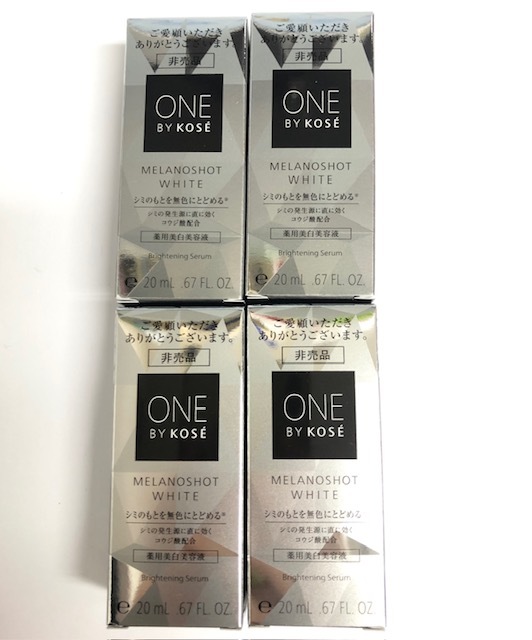 ご愛顧いただき
ありがとうございます。
非売品
ONE
BY KOSÉ
MELANOSHOT
WHITE
シミのもとを無色にとどめる※
シミの発生源に直に効く
コウジ酸配合
薬用美白美容液
Brightening Serum
℮ 20 mL .67 FL. OZ.
ご愛顧いただき
ありがとうございます。
非売品
ONE
BY KOSÉ
MELANOSHOT
WHITE
シミのもとを無色にとどめる※
シミの発生源に直に効く
コウジ酸配合
薬用美白美容液
Brightening Serum
℮ 20 mL .67 FL. OZ.
ご愛顧いただき
ありがとうございます。
非売品
ONE
BY KOSÉ
MELANOSHOT
WHITE
シミのもとを無色にとどめる※
シミの発生源に直に効く
コウジ酸配合
薬用美白美容液
Brightening Serum
℮ 20 mL .67 FL. OZ.
ご愛顧いただき
ありがとうございます。
非売品
ONE
BY KOSÉ
MELANOSHOT
WHITE
シミのもとを無色にとどめる※
シミの発生源に直に効く
コウジ酸配合
薬用美白美容液
Brightening Serum
℮ 20 mL .67 FL. OZ.